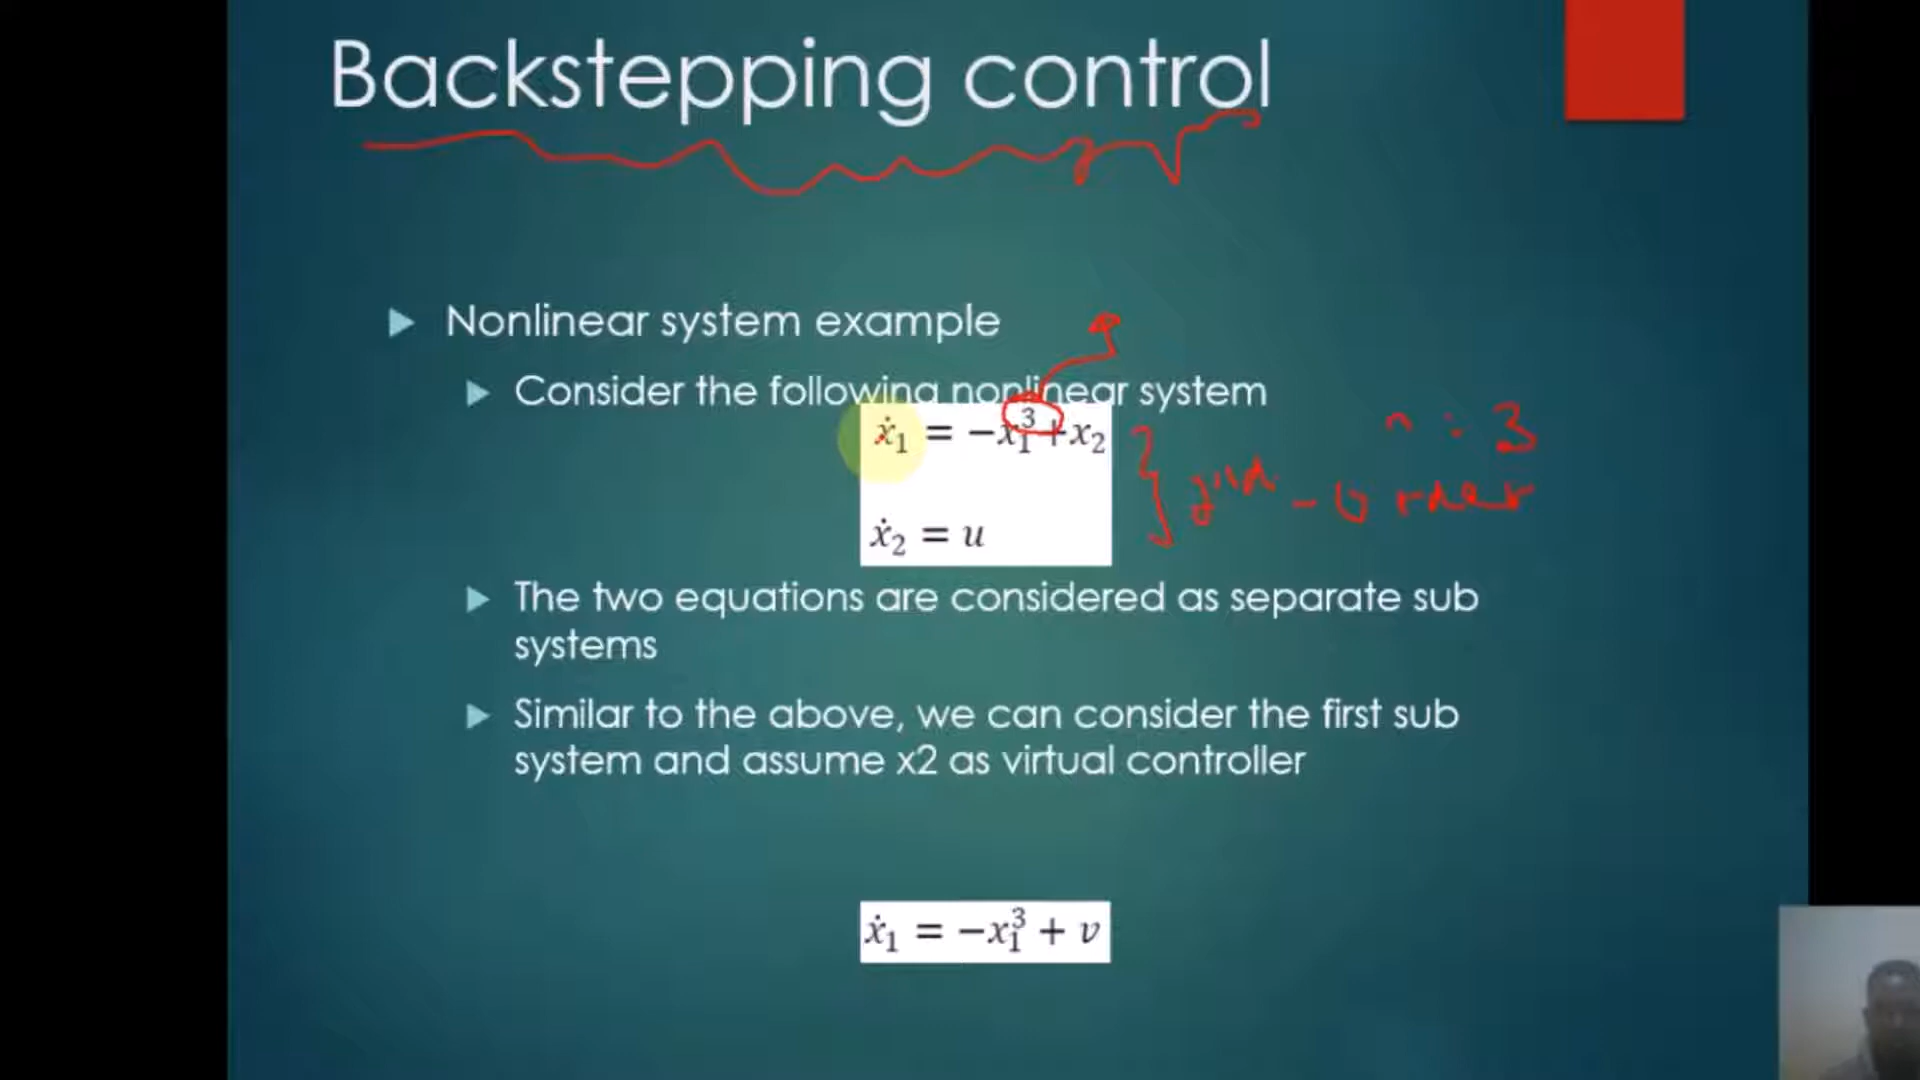 Backstepping control
Nonlinear system example
Consider the following nonlinear system
ẋ₁ = −x₁³+x₂
n = 3
- order
ẋ₂ = u
The two equations are considered as separate sub
systems
Similar to the above, we can consider the first sub
system and assume x2 as virtual controller
ẋ₁ = −x₁³ + v